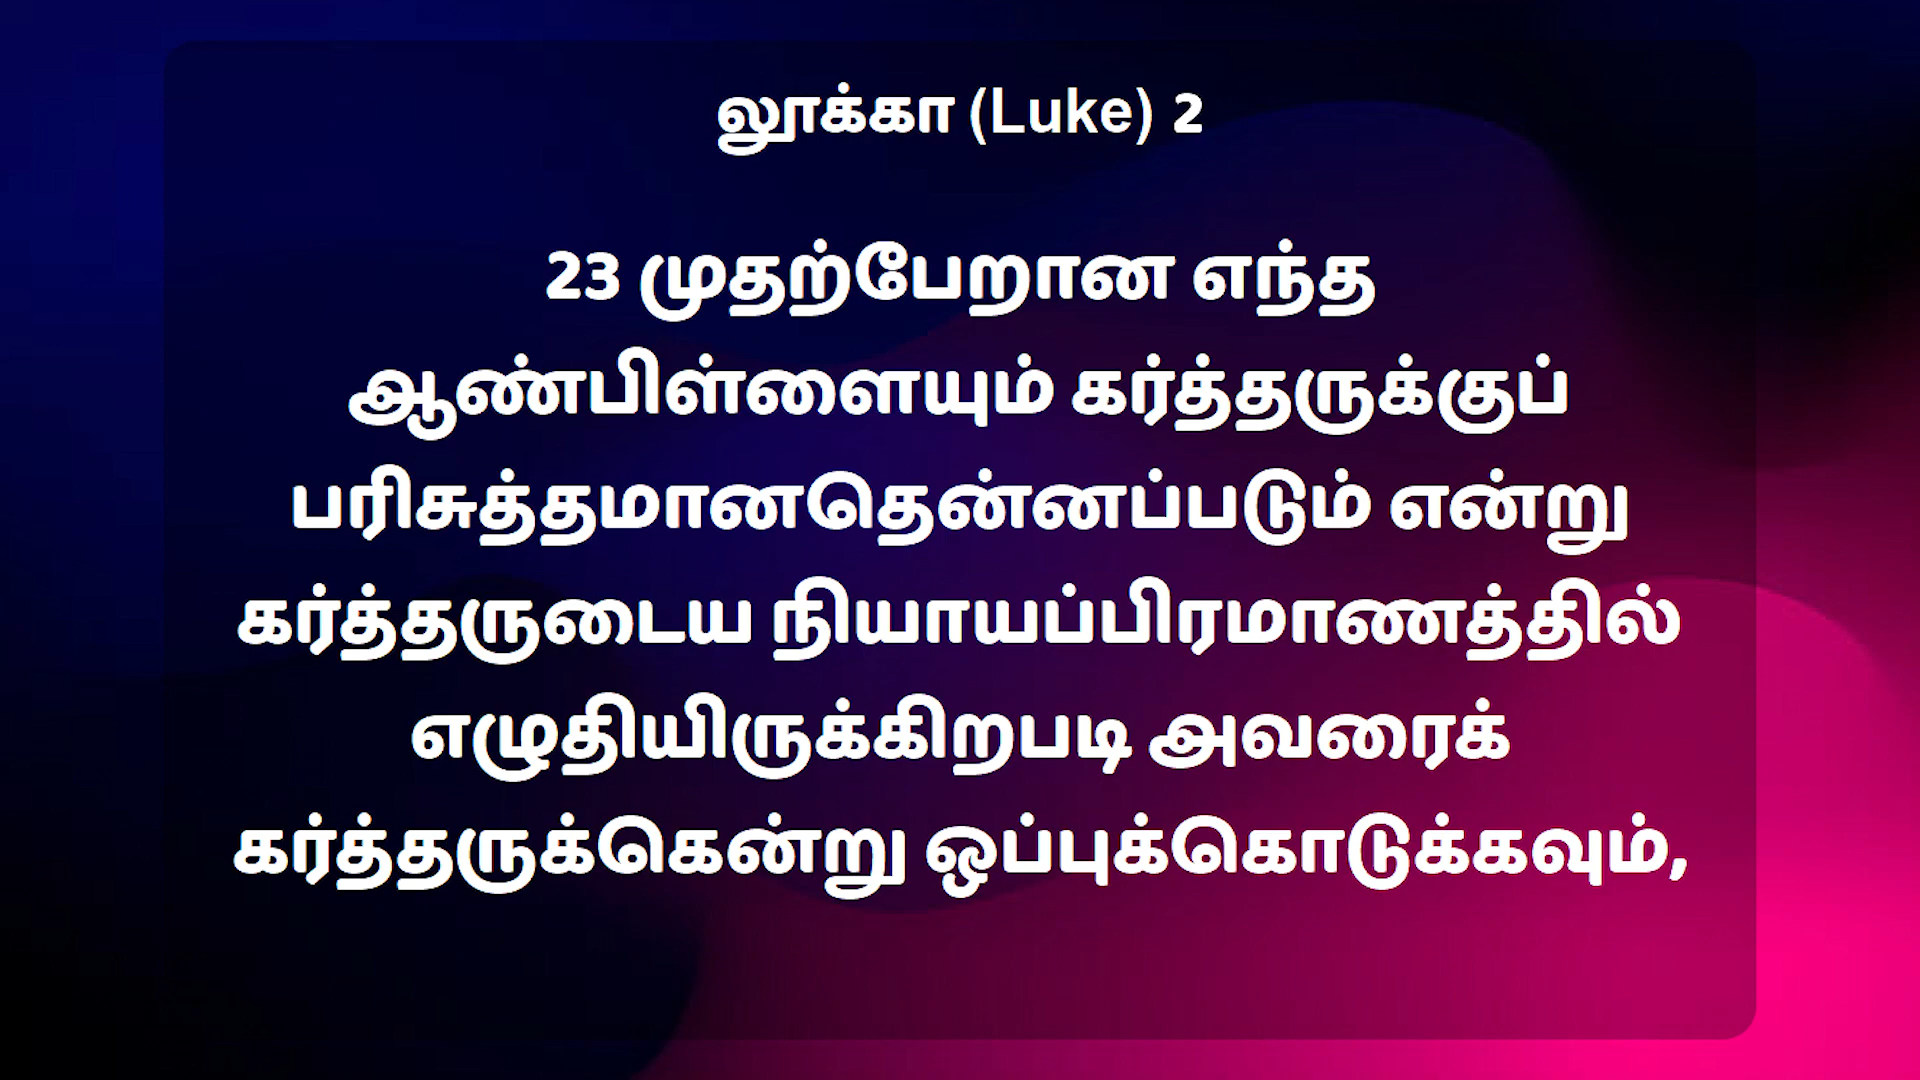 லூக்கா (Luke) 2
23 முதற்பேறான எந்த
ஆண்பிள்ளையும் கர்த்தருக்குப்
பரிசுத்தமானதென்னப்படும் என்று
கர்த்தருடைய நியாயப்பிரமாணத்தில்
எழுதியிருக்கிறபடி அவரைக்
கர்த்தருக்கென்று ஒப்புக்கொடுக்கவும்,